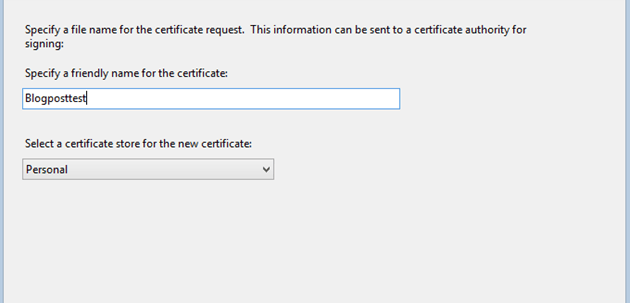 Specify a file name for the certificate request.  This information can be sent to a certificate authority for
signing:
Specify a friendly name for the certificate:
Blogposttest
Select a certificate store for the new certificate:
Personal